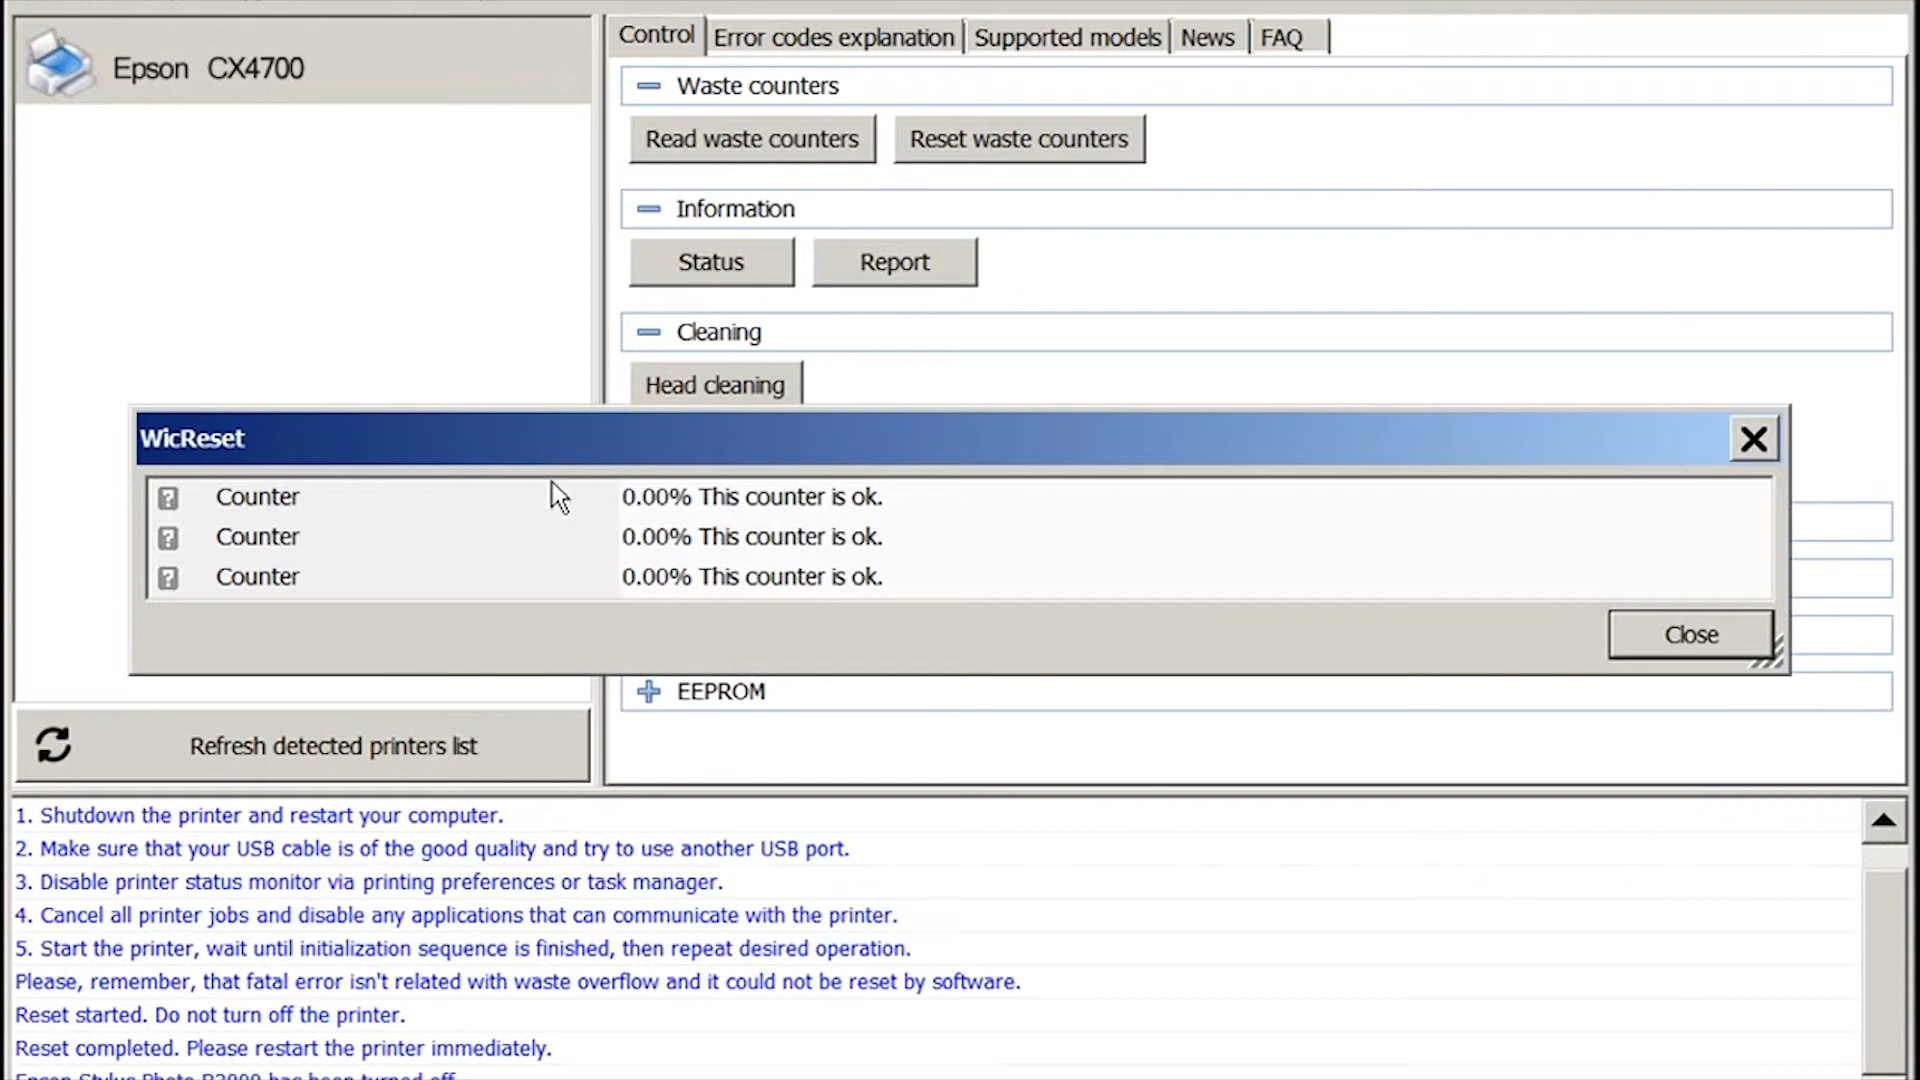 Epson CX4700
Control
Error codes explanation
Supported models
News
FAQ
Waste counters
Read waste counters
Reset waste counters
Information
Status
Report
Cleaning
Head cleaning
WicReset
Counter 0.00% This counter is ok.
Counter 0.00% This counter is ok.
Counter 0.00% This counter is ok.
Close
EEPROM
Refresh detected printers list
1. Shutdown the printer and restart your computer.
2. Make sure that your USB cable is of the good quality and try to use another USB port.
3. Disable printer status monitor via printing preferences or task manager.
4. Cancel all printer jobs and disable any applications that can communicate with the printer.
5. Start the printer, wait until initialization sequence is finished, then repeat desired operation.
Please, remember, that fatal error isn't related with waste overflow and it could not be reset by software.
Reset started. Do not turn off the printer.
Reset completed. Please restart the printer immediately.